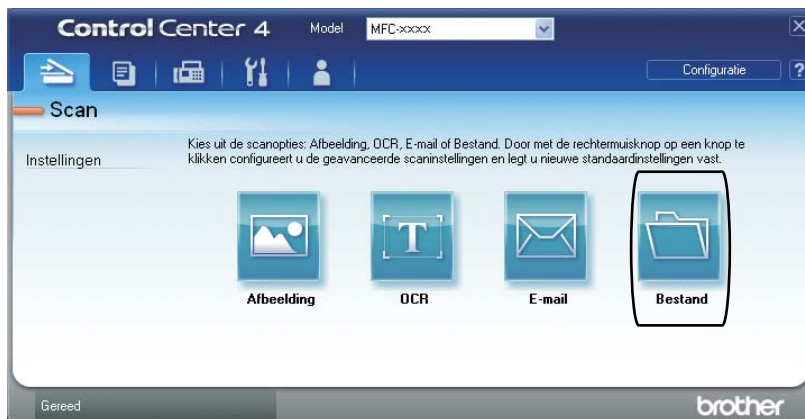 Control Center 4
Model
MFC-xxxx
Configuratie
?
Scan
Instellingen
Kies uit de scanopties: Afbeelding, OCR, E-mail of Bestand. Door met de rechtermuisknop op een knop te
klikken configureert u de geavanceerde scaninstellingen en legt u nieuwe standaardinstellingen vast.
T
Afbeelding
OCR
E-mail
Bestand
Gereed
brother